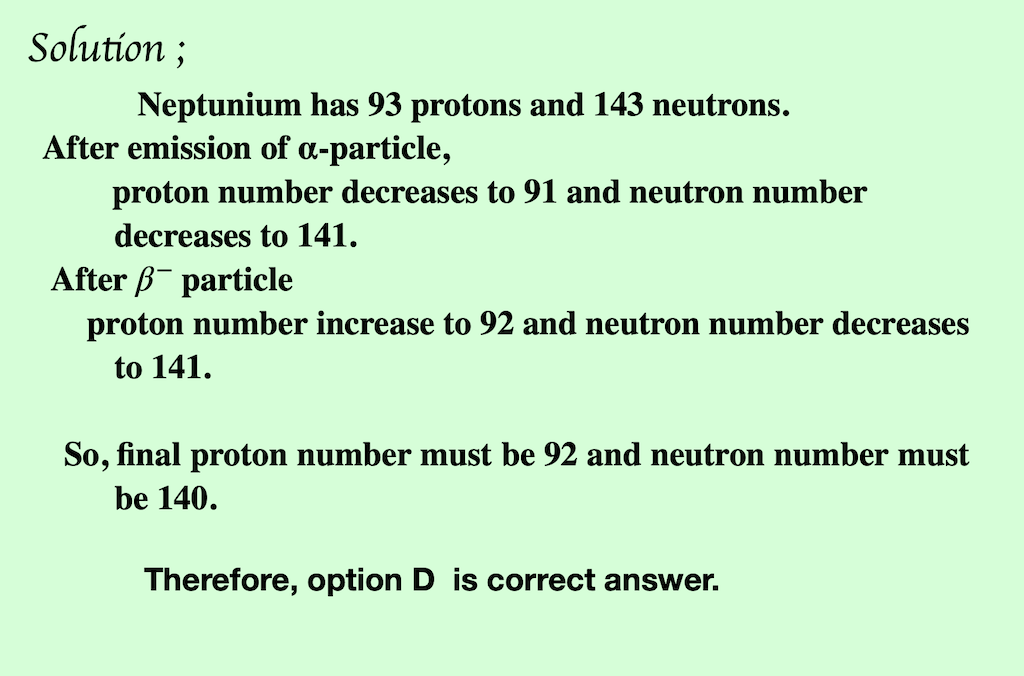 Solution ;
Neptunium has 93 protons and 143 neutrons.
After emission of α-particle,
proton number decreases to 91 and neutron number
decreases to 141.
After β⁻ particle
proton number increase to 92 and neutron number decreases
to 141.
So, final proton number must be 92 and neutron number must
be 140.
Therefore, option D is correct answer.